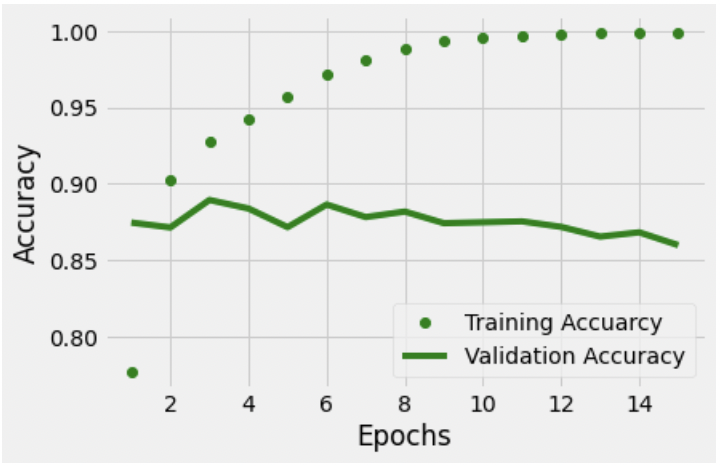 1.00
0.95
0.90
0.85
0.80
Accuracy
Training Accuarcy
Validation Accuracy
2 4 6 8 10 12 14
Epochs